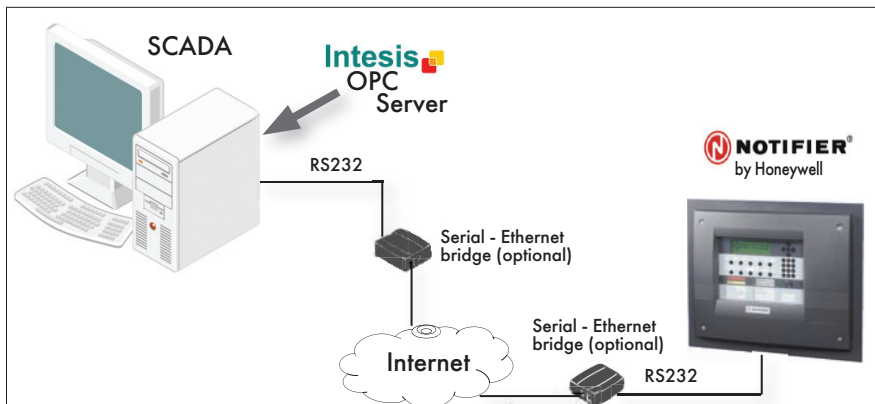 SCADA
Intesis
OPC
Server
RS232
NOTIFIER®
by Honeywell
Serial - Ethernet
bridge (optional)
Serial - Ethernet
bridge (optional)
Internet
RS232